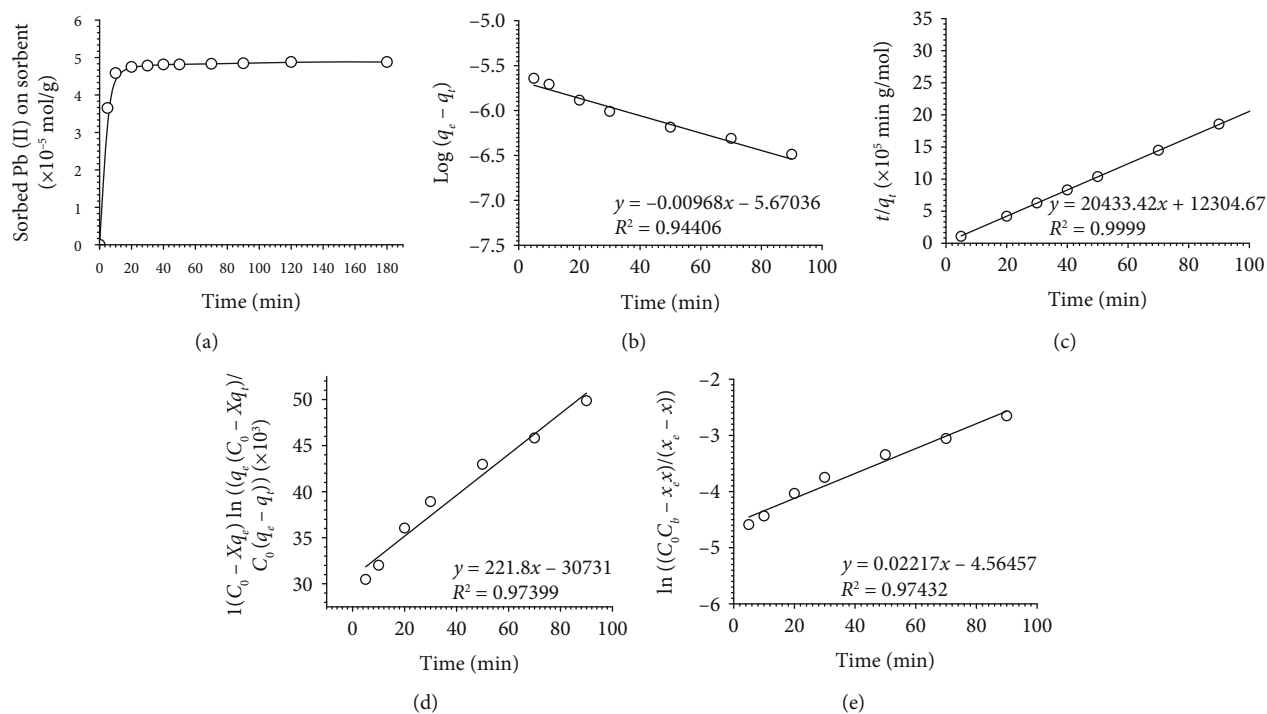 Sorbed Pb (II) on sorbent
(×10⁻⁵ mol/g)
6
5
4
3
2
1
0
0 20 40 60 80 100 120 140 160 180
Time (min)
(a)
Log (qₑ – qₜ)
–5.0
–5.5
–6.0
–6.5
–7.0
–7.5
y = –0.00968x – 5.67036
R² = 0.94406
0 20 40 60 80 100
Time (min)
(b)
t/qₜ (×10⁵ min g/mol)
35
30
25
20
15
10
5
0
y = 20433.42x + 12304.67
R² = 0.9999
0 20 40 60 80 100
Time (min)
(c)
1(C₀ – Xqₑ) ln ((qₑ (C₀ – Xqₜ)/
C₀ (qₑ – qₜ)) (×10³)
50
45
36
35
30
y = 221.8x – 30731
R² = 0.97399
0 20 40 60 80 100
Time (min)
(d)
–2
–3
–4
–5
–6
y = 0.02217x – 4.56457
R² = 0.97432
0 20 40 60 80 100
Time (min)
(e)